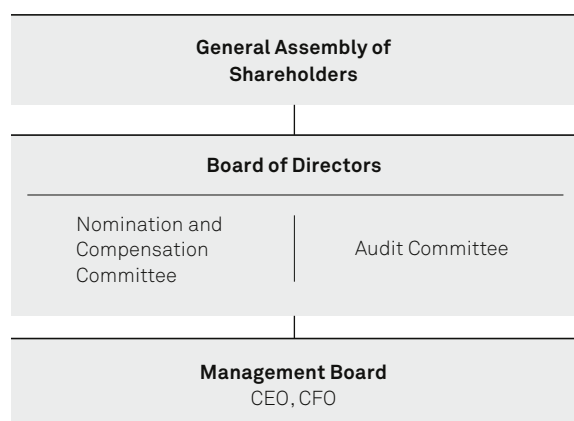 General Assembly of
Shareholders
Board of Directors
Nomination and
Compensation
Committee
Audit Committee
Management Board
CEO, CFO